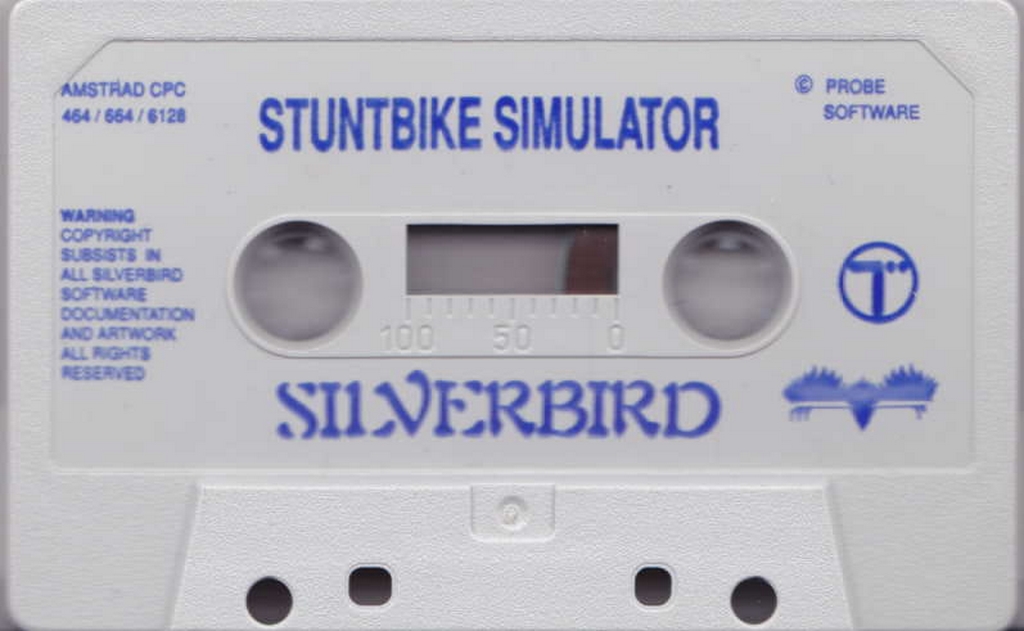 AMSTRAD CPC
464 / 664 / 6128
STUNTBIKE SIMULATOR
© PROBE
SOFTWARE
WARNING
COPYRIGHT
SUBSISTS IN
ALL SILVERBIRD
SOFTWARE
DOCUMENTATION
AND ARTWORK
ALL RIGHTS
RESERVED
100 50 0
T
SILVERBIRD